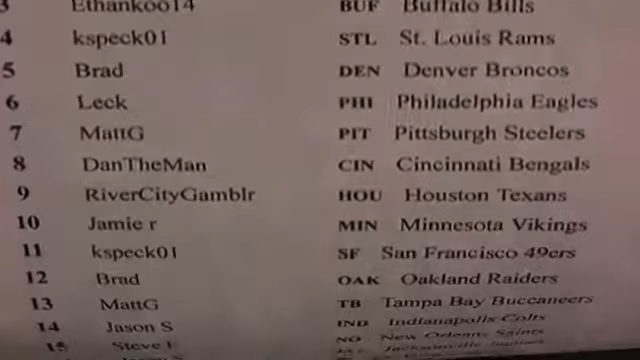 3 Ethankoo14 BUF Buffalo Bills
4 kspeck01 STL St. Louis Rams
5 Brad DEN Denver Broncos
6 Leck PHI Philadelphia Eagles
7 MattG PIT Pittsburgh Steelers
8 DanTheMan CIN Cincinnati Bengals
9 RiverCityGamblr HOU Houston Texans
10 Jamie r MIN Minnesota Vikings
11 kspeck01 SF San Francisco 49ers
12 Brad OAK Oakland Raiders
13 MattG TB Tampa Bay Buccaneers
14 Jason S IND Indianapolis Colts
15 Steve F NO New Orleans Saints
Jacksonville Jaguars